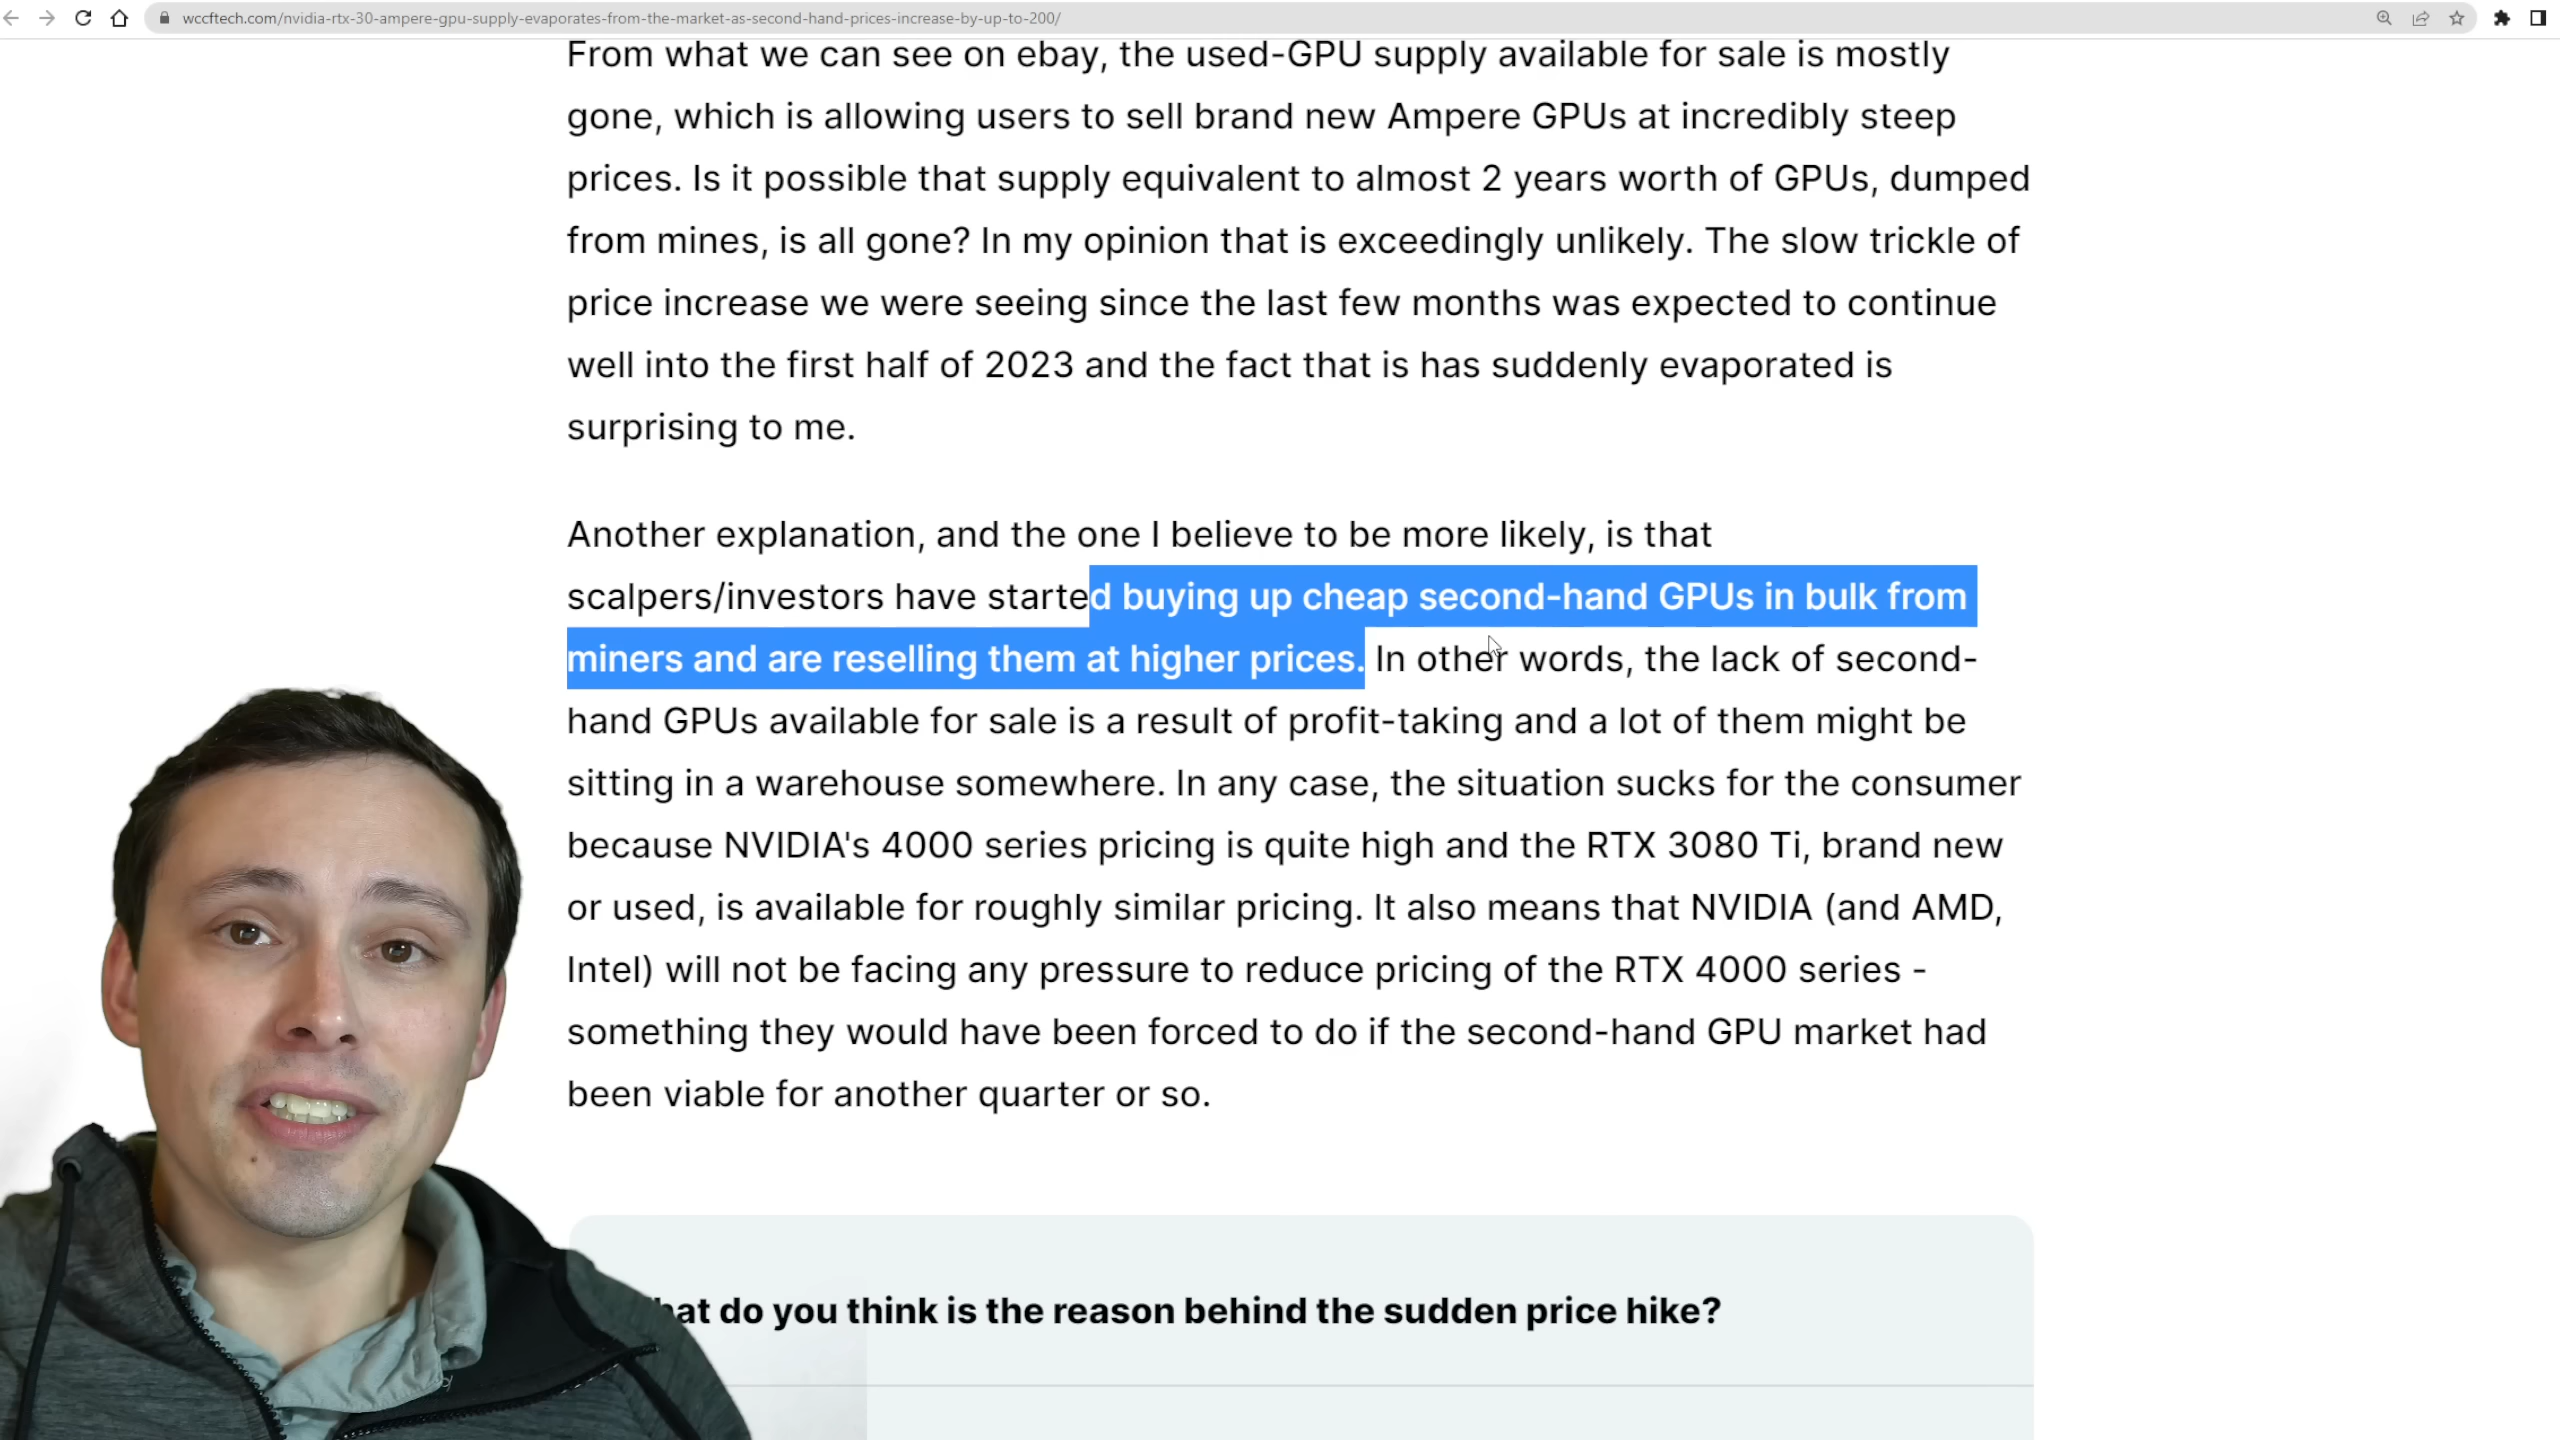 wccftech.com/nvidia-rtx-30-ampere-gpu-supply-evaporates-from-the-market-as-second-hand-prices-increase-by-up-to-200/
From what we can see on ebay, the used-GPU supply available for sale is mostly
gone, which is allowing users to sell brand new Ampere GPUs at incredibly steep
prices. Is it possible that supply equivalent to almost 2 years worth of GPUs, dumped
from mines, is all gone? In my opinion that is exceedingly unlikely. The slow trickle of
price increase we were seeing since the last few months was expected to continue
well into the first half of 2023 and the fact that is has suddenly evaporated is
surprising to me.
Another explanation, and the one I believe to be more likely, is that
scalpers/investors have started buying up cheap second-hand GPUs in bulk from
miners and are reselling them at higher prices. In other words, the lack of second-
hand GPUs available for sale is a result of profit-taking and a lot of them might be
sitting in a warehouse somewhere. In any case, the situation sucks for the consumer
because NVIDIA's 4000 series pricing is quite high and the RTX 3080 Ti, brand new
or used, is available for roughly similar pricing. It also means that NVIDIA (and AMD,
Intel) will not be facing any pressure to reduce pricing of the RTX 4000 series -
something they would have been forced to do if the second-hand GPU market had
been viable for another quarter or so.
hat do you think is the reason behind the sudden price hike?